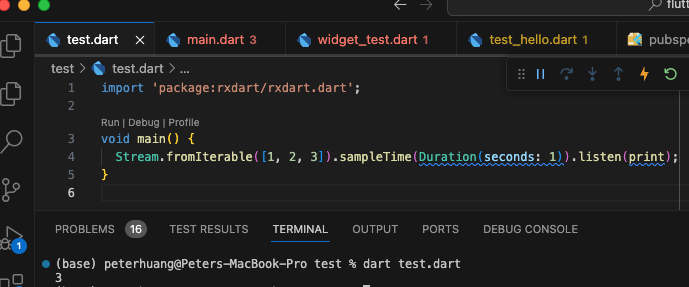 flutt
test.dart
main.dart 3
widget_test.dart 1
test_hello.dart 1
pubspe
test > test.dart > ...
1 import 'package:rxdart/rxdart.dart';
2
Run | Debug | Profile
3 void main() {
4 Stream.fromIterable([1, 2, 3]).sampleTime(Duration(seconds: 1)).listen(print);
5 }
6
1
PROBLEMS 16 TEST RESULTS TERMINAL OUTPUT PORTS DEBUG CONSOLE
(base) peterhuang@Peters-MacBook-Pro test % dart test.dart
3